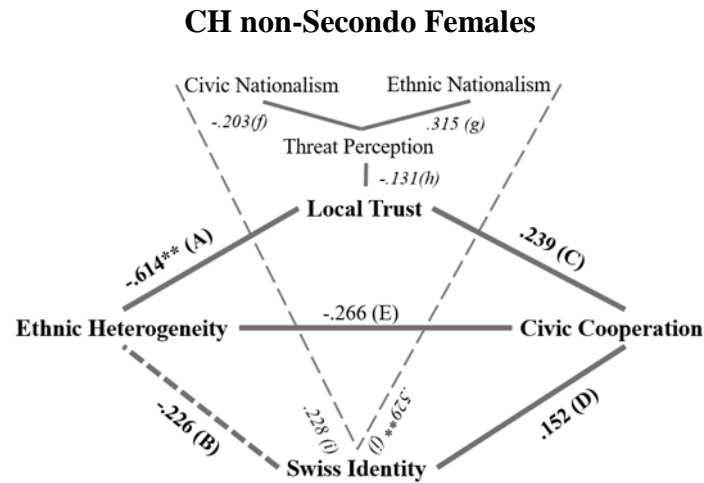 CH non-Secondo Females
Civic Nationalism Ethnic Nationalism
-.203(f) .315 (g)
Threat Perception
-.131(h)
Local Trust
-.614** (A) .239 (C)
-.266 (E)
Ethnic Heterogeneity Civic Cooperation
-.226 (B) .228 (i) .529** (j) .152 (D)
Swiss Identity